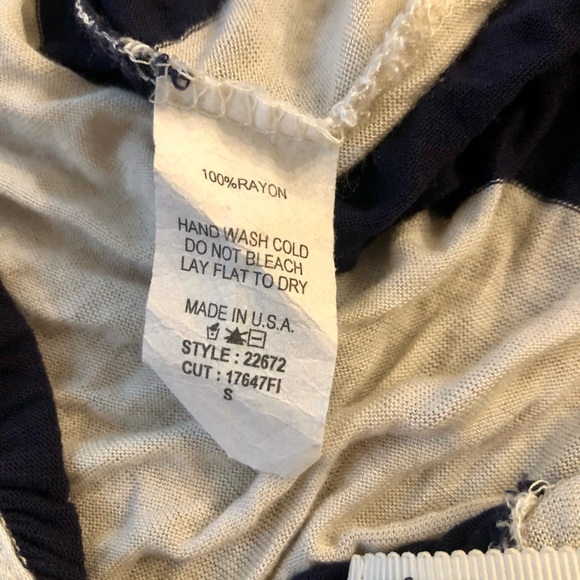 100%RAYON
HAND WASH COLD
DO NOT BLEACH
LAY FLAT TO DRY
MADE IN U.S.A.
STYLE : 22672
CUT : 17647FI
S